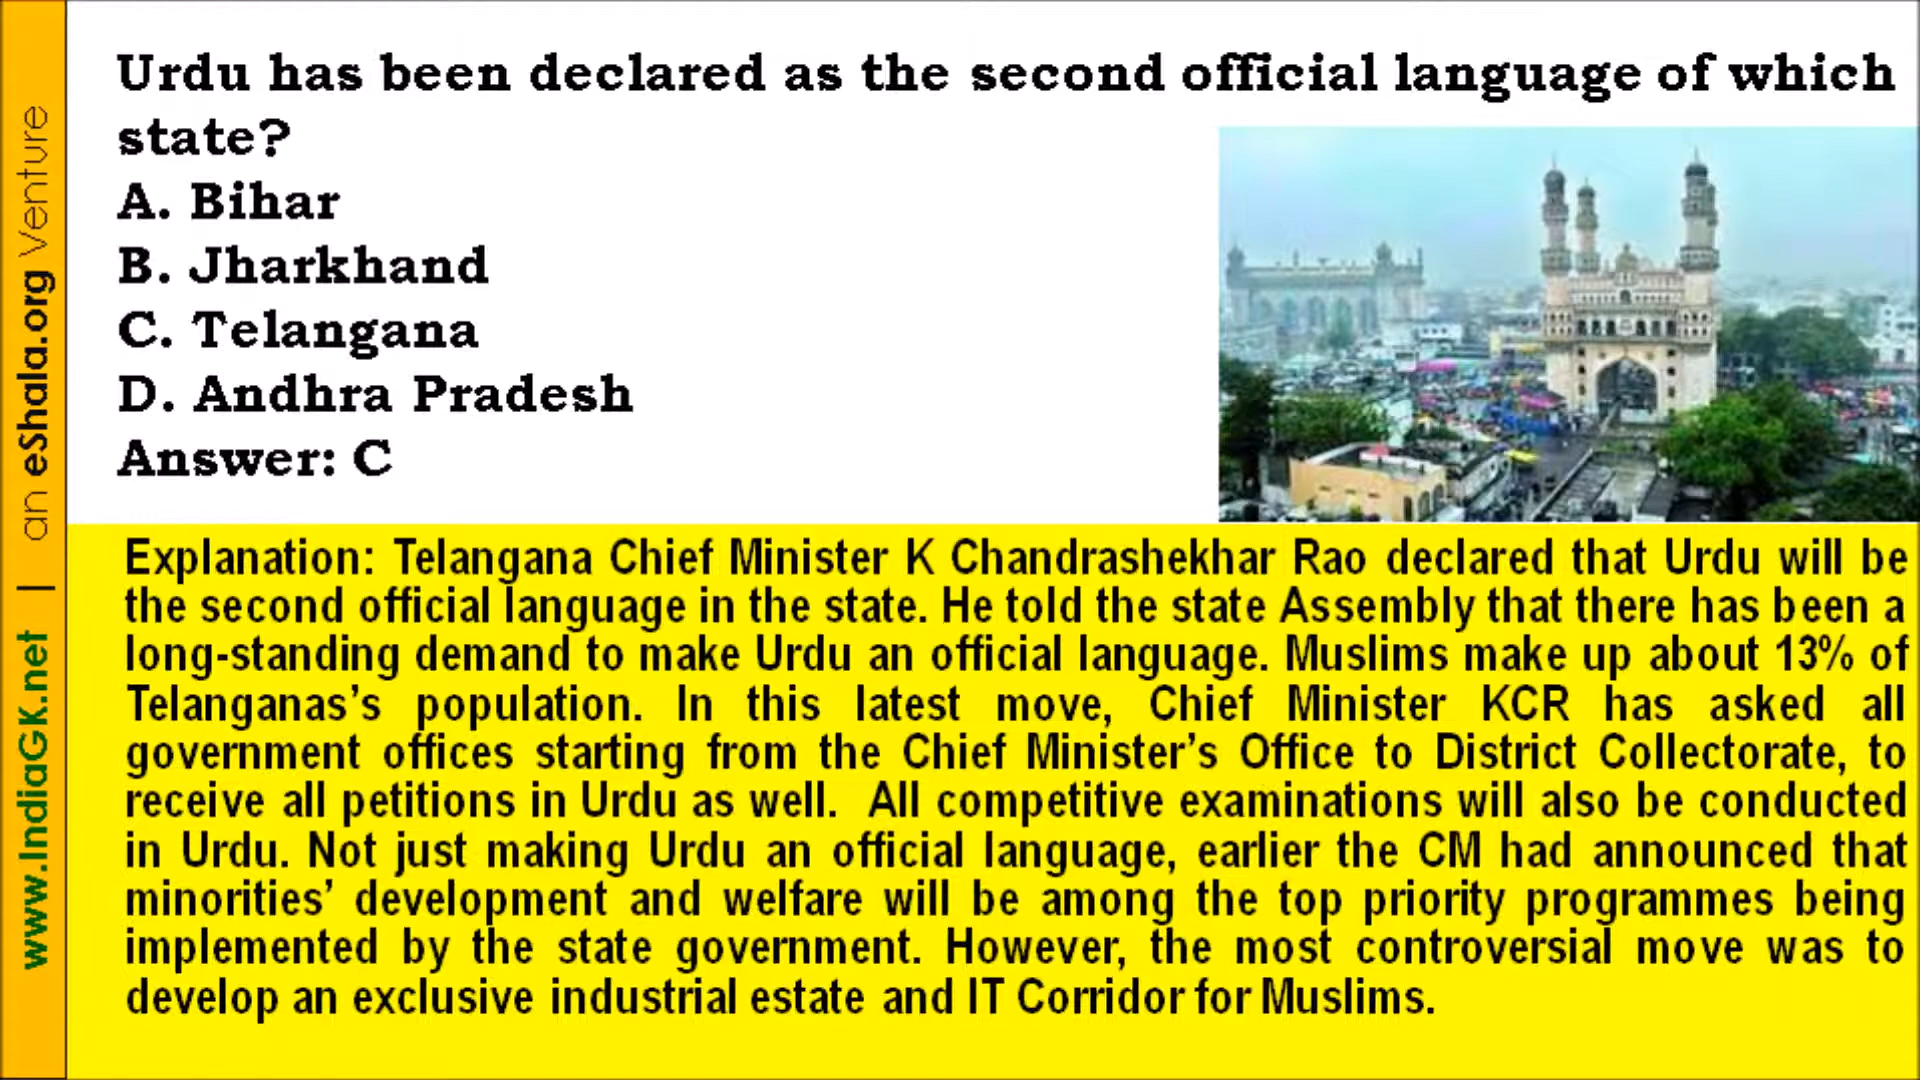 Urdu has been declared as the second official language of which
state?
A. Bihar
B. Jharkhand
C. Telangana
D. Andhra Pradesh
Answer: C
Explanation: Telangana Chief Minister K Chandrashekhar Rao declared that Urdu will be
the second official language in the state. He told the state Assembly that there has been a
long-standing demand to make Urdu an official language. Muslims make up about 13% of
Telanganas’s population. In this latest move, Chief Minister KCR has asked all
government offices starting from the Chief Minister’s Office to District Collectorate, to
receive all petitions in Urdu as well. All competitive examinations will also be conducted
in Urdu. Not just making Urdu an official language, earlier the CM had announced that
minorities’ development and welfare will be among the top priority programmes being
implemented by the state government. However, the most controversial move was to
develop an exclusive industrial estate and IT Corridor for Muslims.
www.IndiaGK.net | an eShala.org Venture